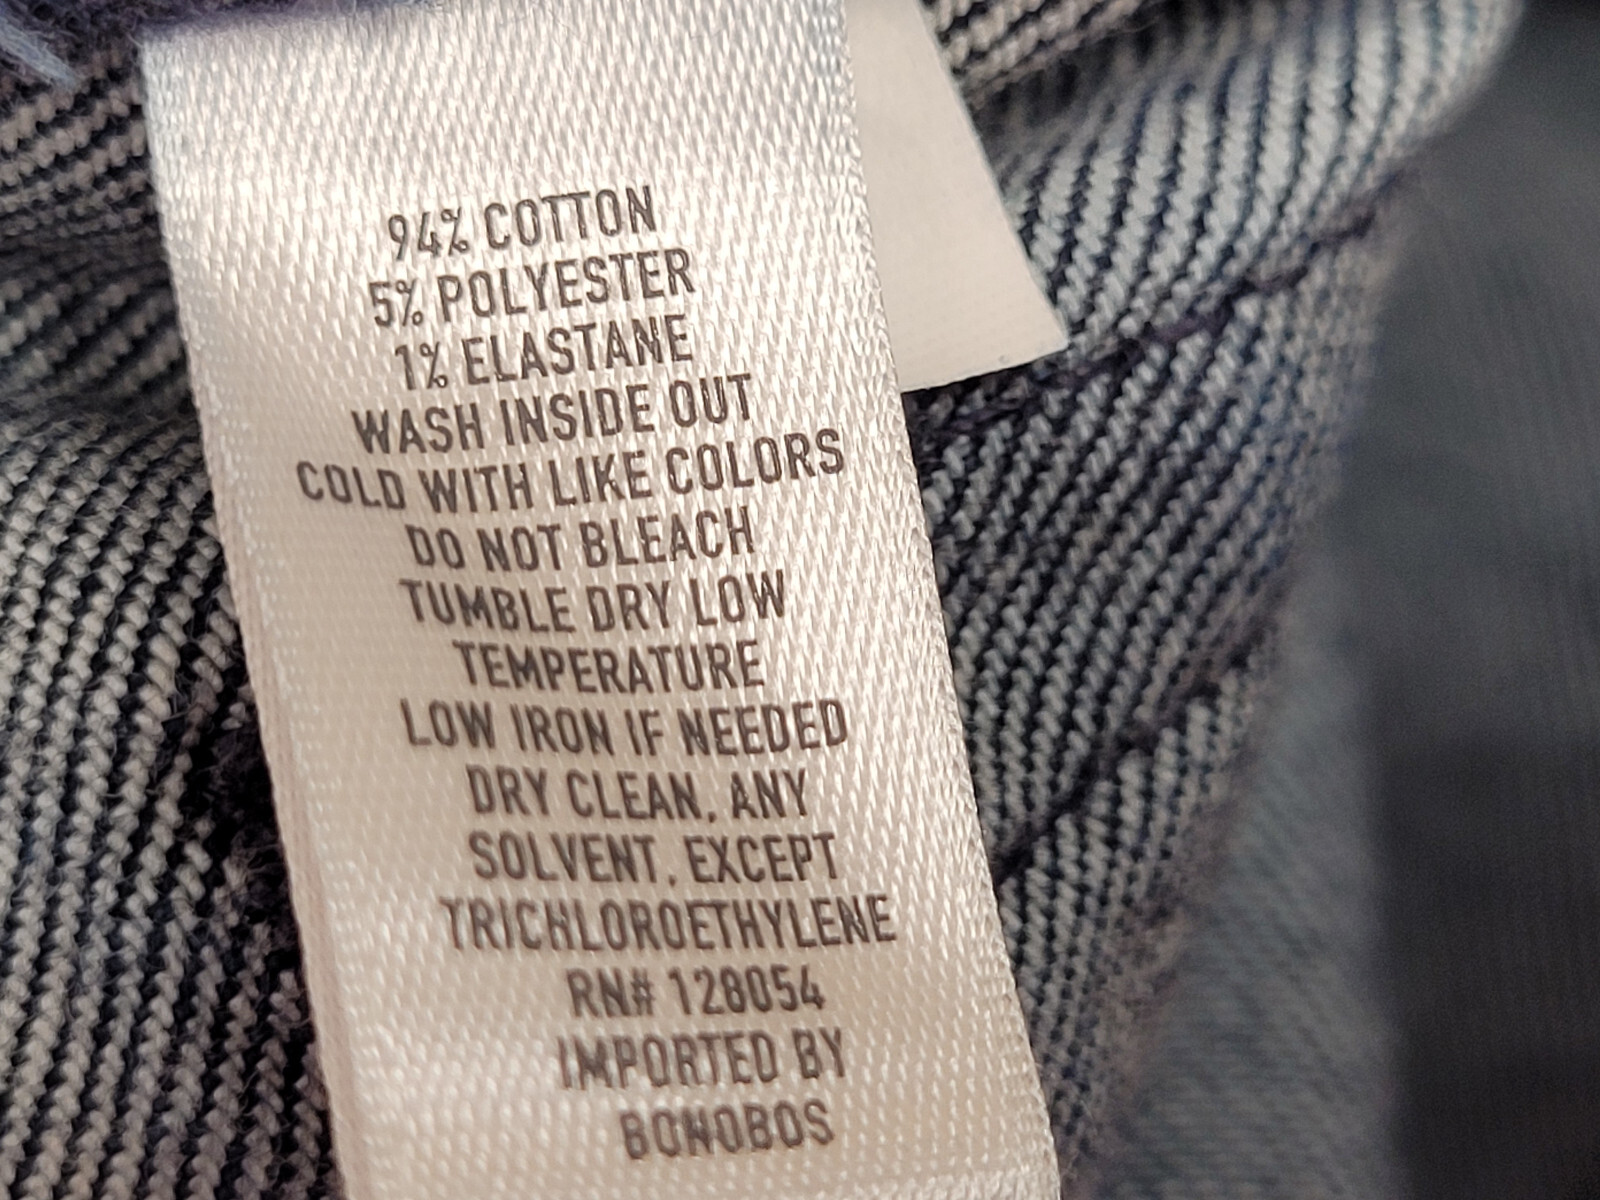 94% COTTON
5% POLYESTER
1% ELASTANE
WASH INSIDE OUT
COLD WITH LIKE COLORS
DO NOT BLEACH
TUMBLE DRY LOW
TEMPERATURE
LOW IRON IF NEEDED
DRY CLEAN, ANY
SOLVENT, EXCEPT
TRICHLOROETHYLENE
RN# 128054
IMPORTED BY
BONOBOS